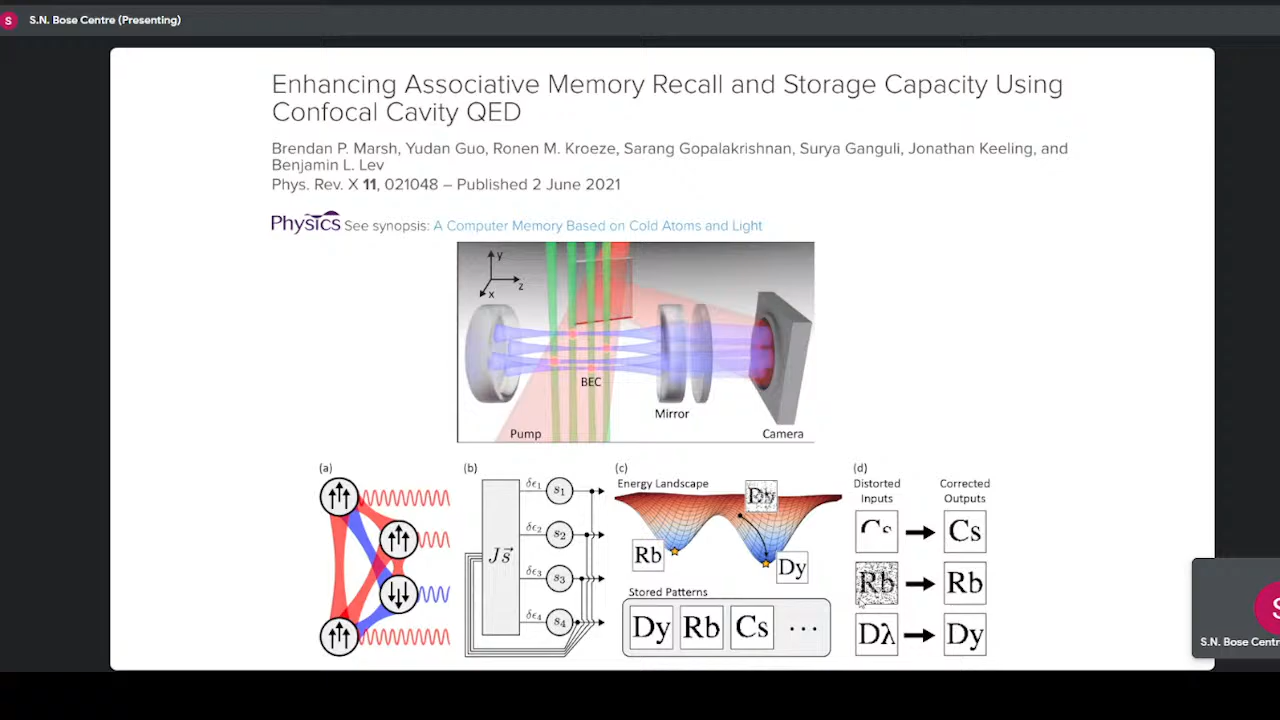 S
S.N. Bose Centre (Presenting)
Enhancing Associative Memory Recall and Storage Capacity Using
Confocal Cavity QED
Brendan P. Marsh, Yudan Guo, Ronen M. Kroeze, Sarang Gopalakrishnan, Surya Ganguli, Jonathan Keeling, and
Benjamin L. Lev
Phys. Rev. X 11, 021048 – Published 2 June 2021
Physics See synopsis: A Computer Memory Based on Cold Atoms and Light
y
z
x
BEC
Mirror
Pump
Camera
(a)
(b)
δϵ1 s1
δϵ2 s2
Js⃗
δϵ3 s3
δϵ4 s4
(c)
Energy Landscape
Dy
Rb
Dy
Stored Patterns
Dy Rb Cs ...
(d)
Distorted Corrected
Inputs Outputs
Cs Cs
Rb Rb
Dλ Dy
S
S.N. Bose Centr